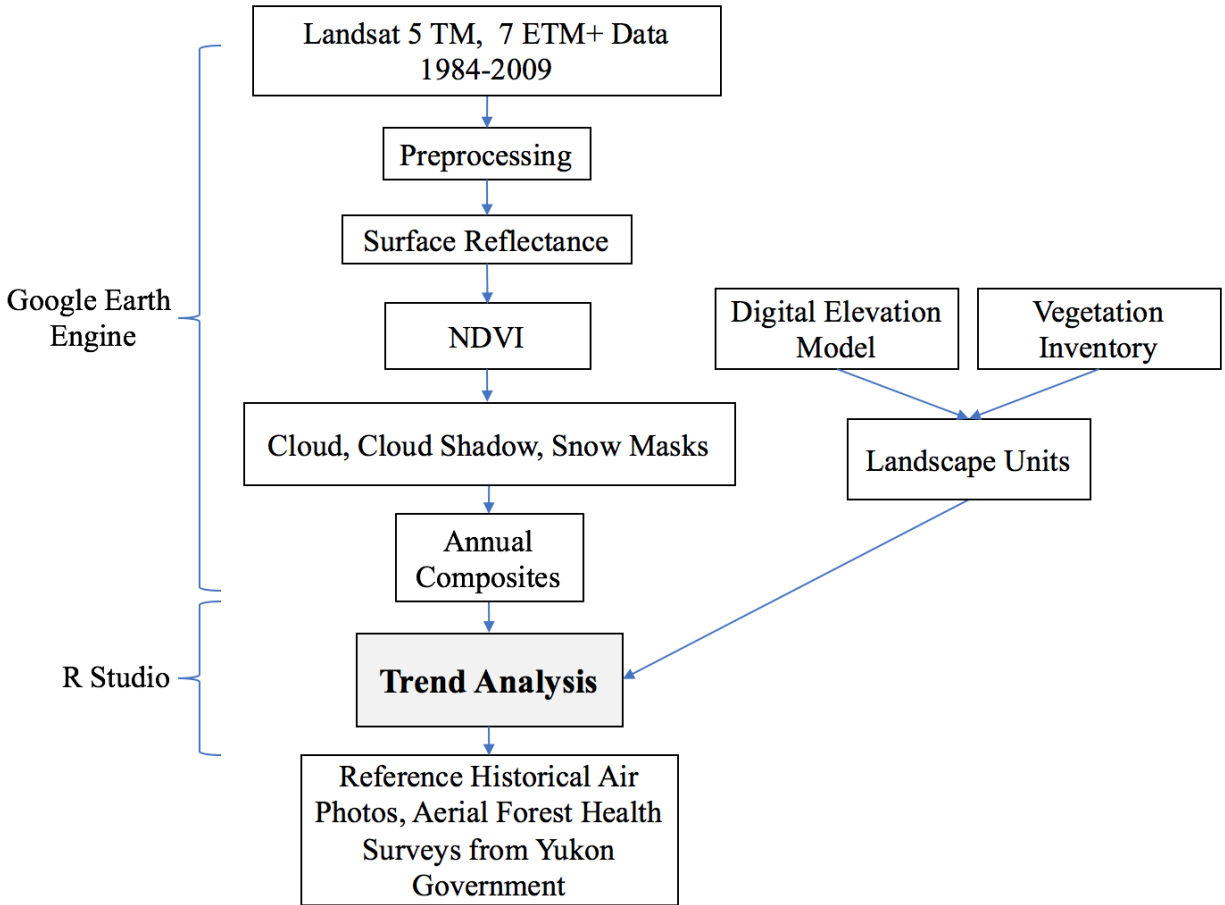 Landsat 5 TM, 7 ETM+ Data
1984-2009
Preprocessing
Surface Reflectance
Google Earth
Engine
NDVI
Digital Elevation
Model
Vegetation
Inventory
Cloud, Cloud Shadow, Snow Masks
Landscape Units
Annual
Composites
R Studio
Trend Analysis
Reference Historical Air
Photos, Aerial Forest Health
Surveys from Yukon
Government